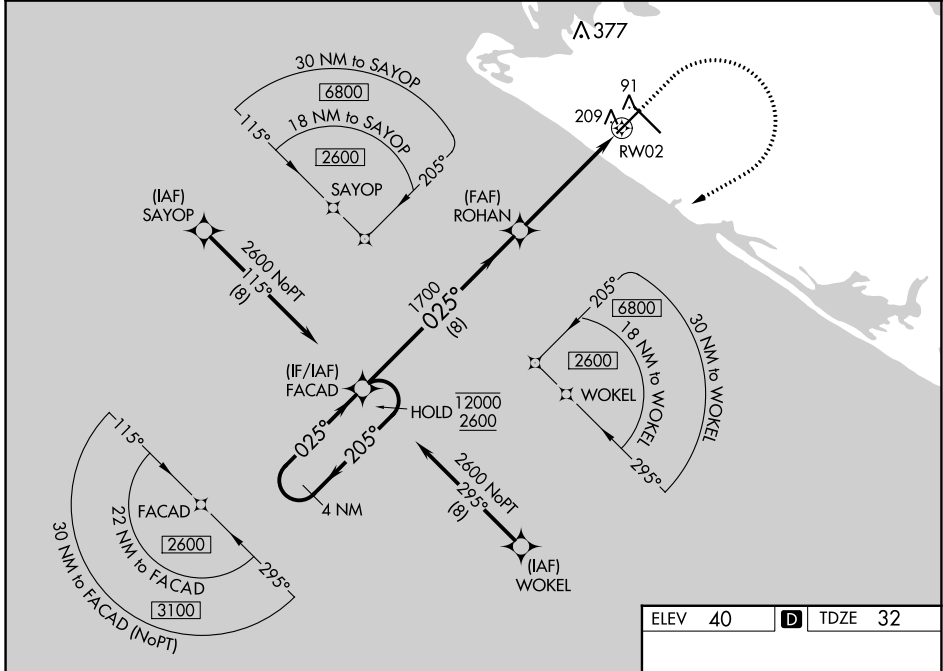 377
30 NM to SAYOP
6800
115°
18 NM to SAYOP
2600
205°
SAYOP
91
209
RW02
(IAF)
SAYOP
2600 NoPT
115°
(8)
(FAF)
ROHAN
1700
025°
(8)
205°
6800
18 NM to WOKEL
30 NM to WOKEL
2600
WOKEL
295°
(IF/IAF)
FACAD
HOLD
12000
2600
025°
205°
4 NM
2600 NoPT
295°
(8)
(IAF)
WOKEL
115°
FACAD
2600
22 NM to FACAD
295°
3100
30 NM to FACAD (NoPT)
ELEV 40 D TDZE 32